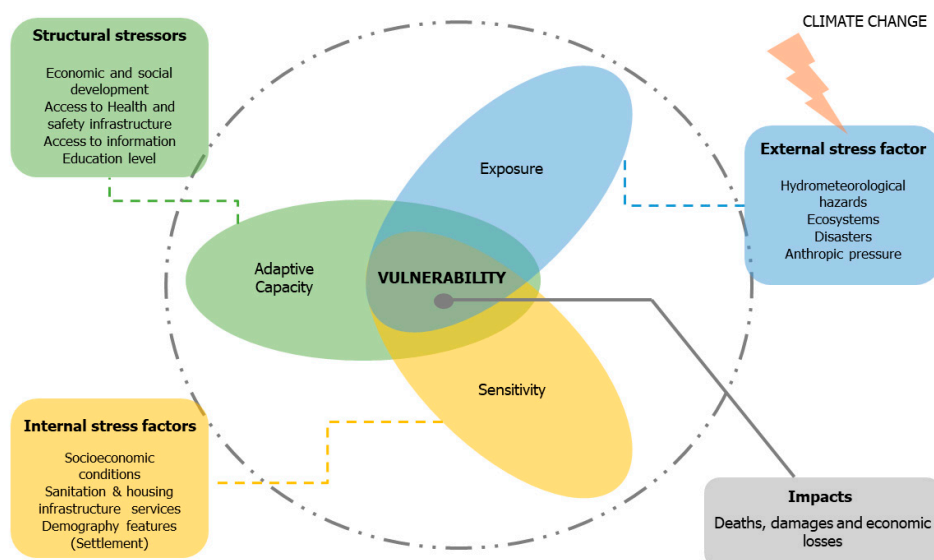 Structural stressors
Economic and social
development
Access to Health and
safety infrastructure
Access to information
Education level
CLIMATE CHANGE
External stress factor
Hydrometeorological
hazards
Ecosystems
Disasters
Anthropic pressure
Exposure
Adaptive
Capacity
VULNERABILITY
Sensitivity
Internal stress factors
Socioeconomic
conditions
Sanitation & housing
infrastructure services
Demography features
(Settlement)
Impacts
Deaths, damages and economic
losses